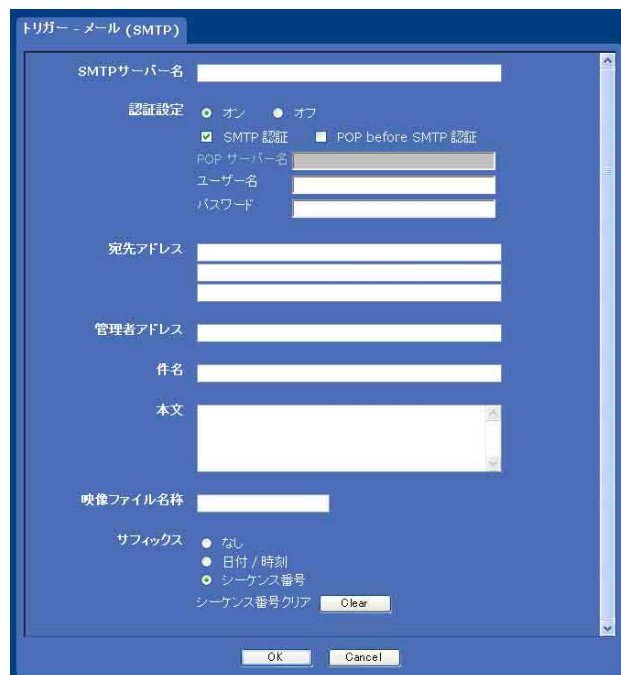 トリガー - メール (SMTP)
SMTPサーバー名
認証設定 オン オフ
SMTP 認証 POP before SMTP 認証
POP サーバー名
ユーザー名
パスワード
宛先アドレス
管理者アドレス
件名
本文
映像ファイル名称
サフィックス なし
日付 / 時刻
シーケンス番号
シーケンス番号クリア Clear
OK Cancel